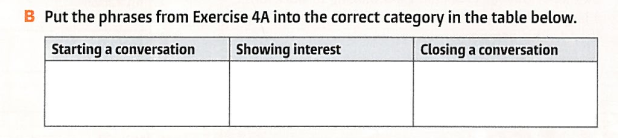 B Put the phrases from Exercise 4A into the correct category in the table below.
Starting a conversation Showing interest Closing a conversation